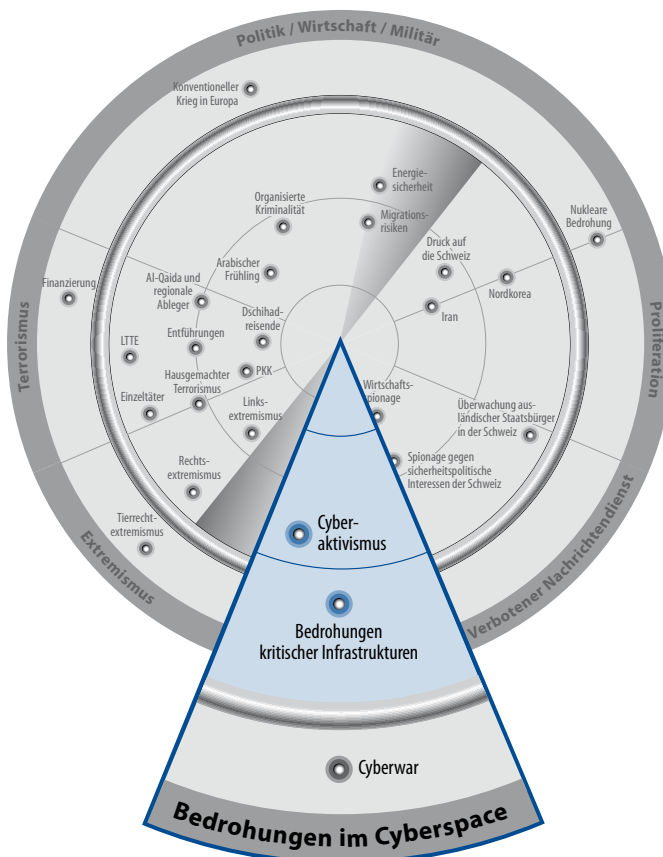 Politik / Wirtschaft / Militär
Konventioneller
Krieg in Europa
Energie-
sicherheit
Organisierte
Kriminalität
Migrations-
risiken
Nukleare
Bedrohung
Druck auf
die Schweiz
Arabischer
Frühling
Nordkorea
Finanzierung
Al-Qaida und
regionale
Ableger
Iran
Dschihad-
reisende
Terrorismus
Proliferation
LTTE
Entführungen
Hausgemachter
Terrorismus
PKK
Einzeltäter
Links-
extremismus
Wirtschafts-
spionage
Überwachung aus-
ländischer Staatsbürger
in der Schweiz
Spionage gegen
sicherheitspolitische
Interessen der Schweiz
Rechts-
extremismus
Tierrecht-
extremismus
Extremismus
Verbotener Nachrichtendienst
Cyber-
aktivismus
Bedrohungen
kritischer Infrastrukturen
Cyberwar
Bedrohungen im Cyberspace